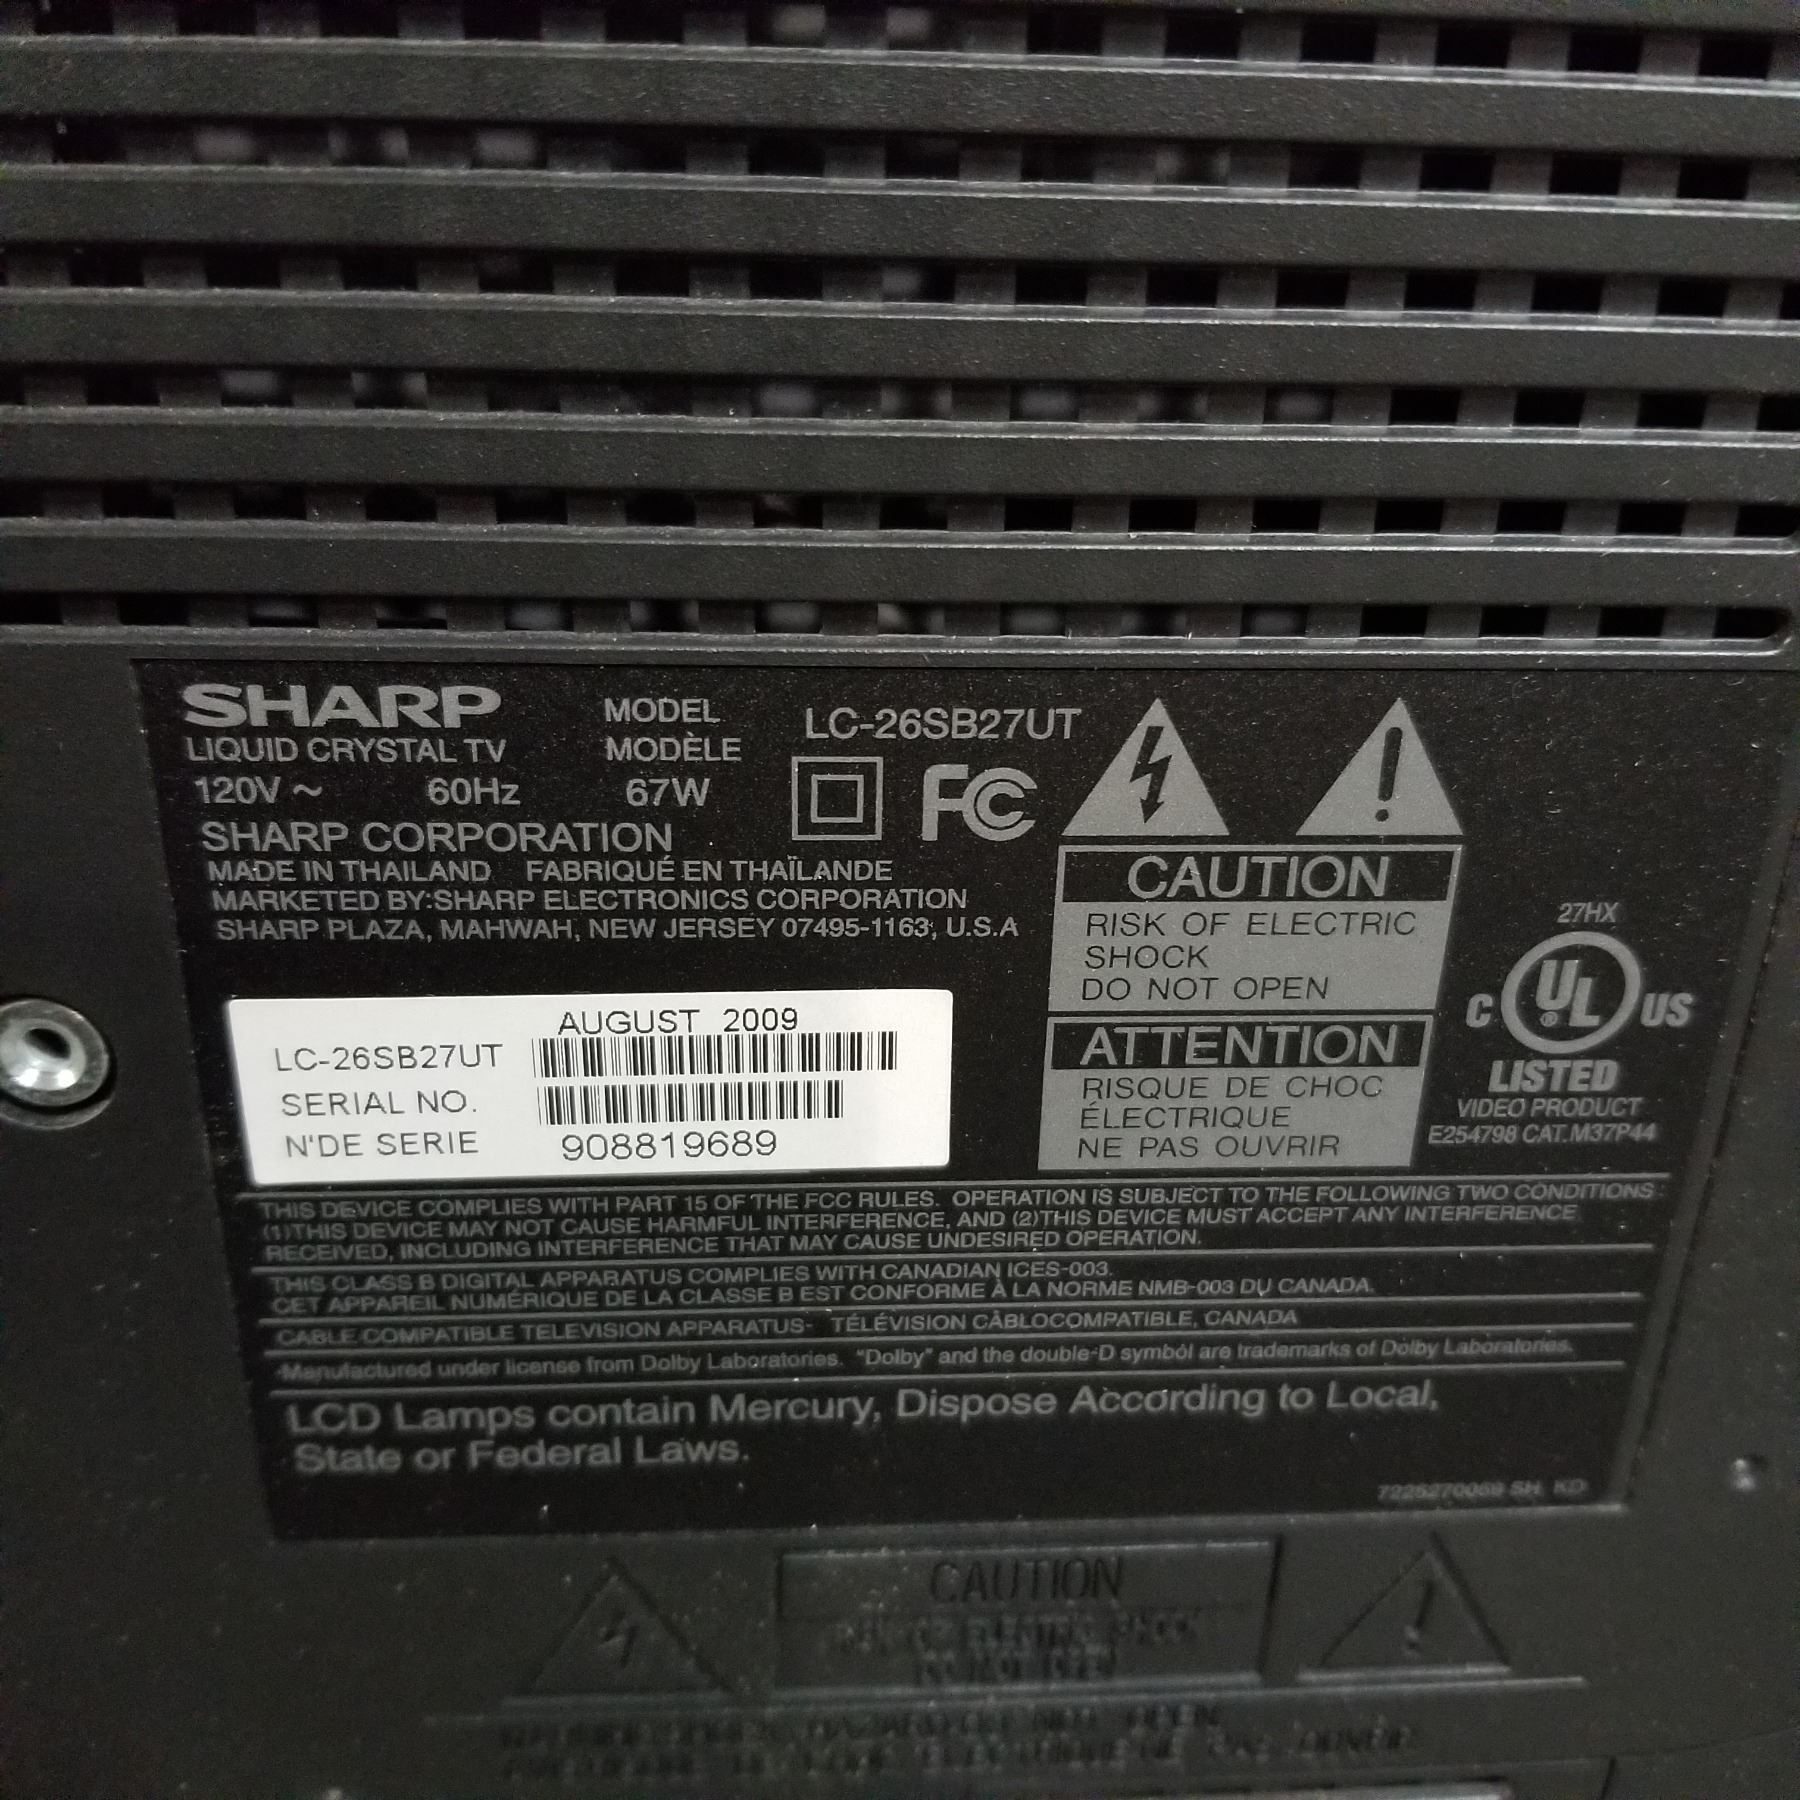 SHARP
LIQUID CRYSTAL TV
MODEL LC-26SB27UT
MODÈLE
120V ~ 60Hz 67W
FC
SHARP CORPORATION
MADE IN THAILAND FABRIQUÉ EN THAÏLANDE
MARKETED BY:SHARP ELECTRONICS CORPORATION
SHARP PLAZA, MAHWAH, NEW JERSEY 07495-1163, U.S.A
CAUTION
RISK OF ELECTRIC
SHOCK
DO NOT OPEN
ATTENTION
RISQUE DE CHOC
ÉLECTRIQUE
NE PAS OUVRIR
27HX
C UL® US
LISTED
VIDEO PRODUCT
E254798 CAT.M37P44
AUGUST 2009
LC-26SB27UT
SERIAL NO.
N'DE SERIE 908819689
THIS DEVICE COMPLIES WITH PART 15 OF THE FCC RULES. OPERATION IS SUBJECT TO THE FOLLOWING TWO CONDITIONS:
(1)THIS DEVICE MAY NOT CAUSE HARMFUL INTERFERENCE, AND (2)THIS DEVICE MUST ACCEPT ANY INTERFERENCE
RECEIVED, INCLUDING INTERFERENCE THAT MAY CAUSE UNDESIRED OPERATION.
THIS CLASS B DIGITAL APPARATUS COMPLIES WITH CANADIAN ICES-003.
CET APPAREIL NUMÉRIQUE DE LA CLASSE B EST CONFORME À LA NORME NMB-003 DU CANADA.
CABLE COMPATIBLE TELEVISION APPARATUS- TÉLÉVISION CÂBLOCOMPATIBLE, CANADA
Manufactured under license from Dolby Laboratories. "Dolby" and the double-D symbol are trademarks of Dolby Laboratories.
LCD Lamps contain Mercury, Dispose According to Local,
State or Federal Laws.
SH KD
CAUTION